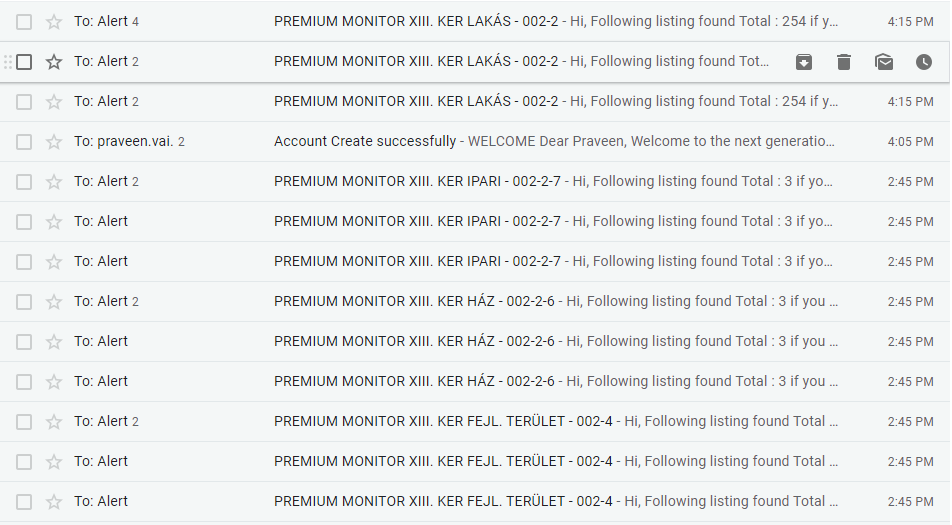 To: Alert 4 PREMIUM MONITOR XIII. KER LAKÁS - 002-2 - Hi, Following listing found Total : 254 if y... 4:15 PM
To: Alert 2 PREMIUM MONITOR XIII. KER LAKÁS - 002-2 - Hi, Following listing found Tot...
To: Alert 2 PREMIUM MONITOR XIII. KER LAKÁS - 002-2 - Hi, Following listing found Total : 254 if y... 4:15 PM
To: praveen.vai. 2 Account Create successfully - WELCOME Dear Praveen, Welcome to the next generatio... 4:05 PM
To: Alert 2 PREMIUM MONITOR XIII. KER IPARI - 002-2-7 - Hi, Following listing found Total : 3 if yo... 2:45 PM
To: Alert PREMIUM MONITOR XIII. KER IPARI - 002-2-7 - Hi, Following listing found Total : 3 if yo... 2:45 PM
To: Alert PREMIUM MONITOR XIII. KER IPARI - 002-2-7 - Hi, Following listing found Total : 3 if yo... 2:45 PM
To: Alert 2 PREMIUM MONITOR XIII. KER HÁZ - 002-2-6 - Hi, Following listing found Total : 3 if you ... 2:45 PM
To: Alert PREMIUM MONITOR XIII. KER HÁZ - 002-2-6 - Hi, Following listing found Total : 3 if you ... 2:45 PM
To: Alert PREMIUM MONITOR XIII. KER HÁZ - 002-2-6 - Hi, Following listing found Total : 3 if you ... 2:45 PM
To: Alert 2 PREMIUM MONITOR XIII. KER FEJL. TERÜLET - 002-4 - Hi, Following listing found Total ... 2:45 PM
To: Alert PREMIUM MONITOR XIII. KER FEJL. TERÜLET - 002-4 - Hi, Following listing found Total ... 2:45 PM
To: Alert PREMIUM MONITOR XIII. KER FEJL. TERÜLET - 002-4 - Hi, Following listing found Total ... 2:45 PM